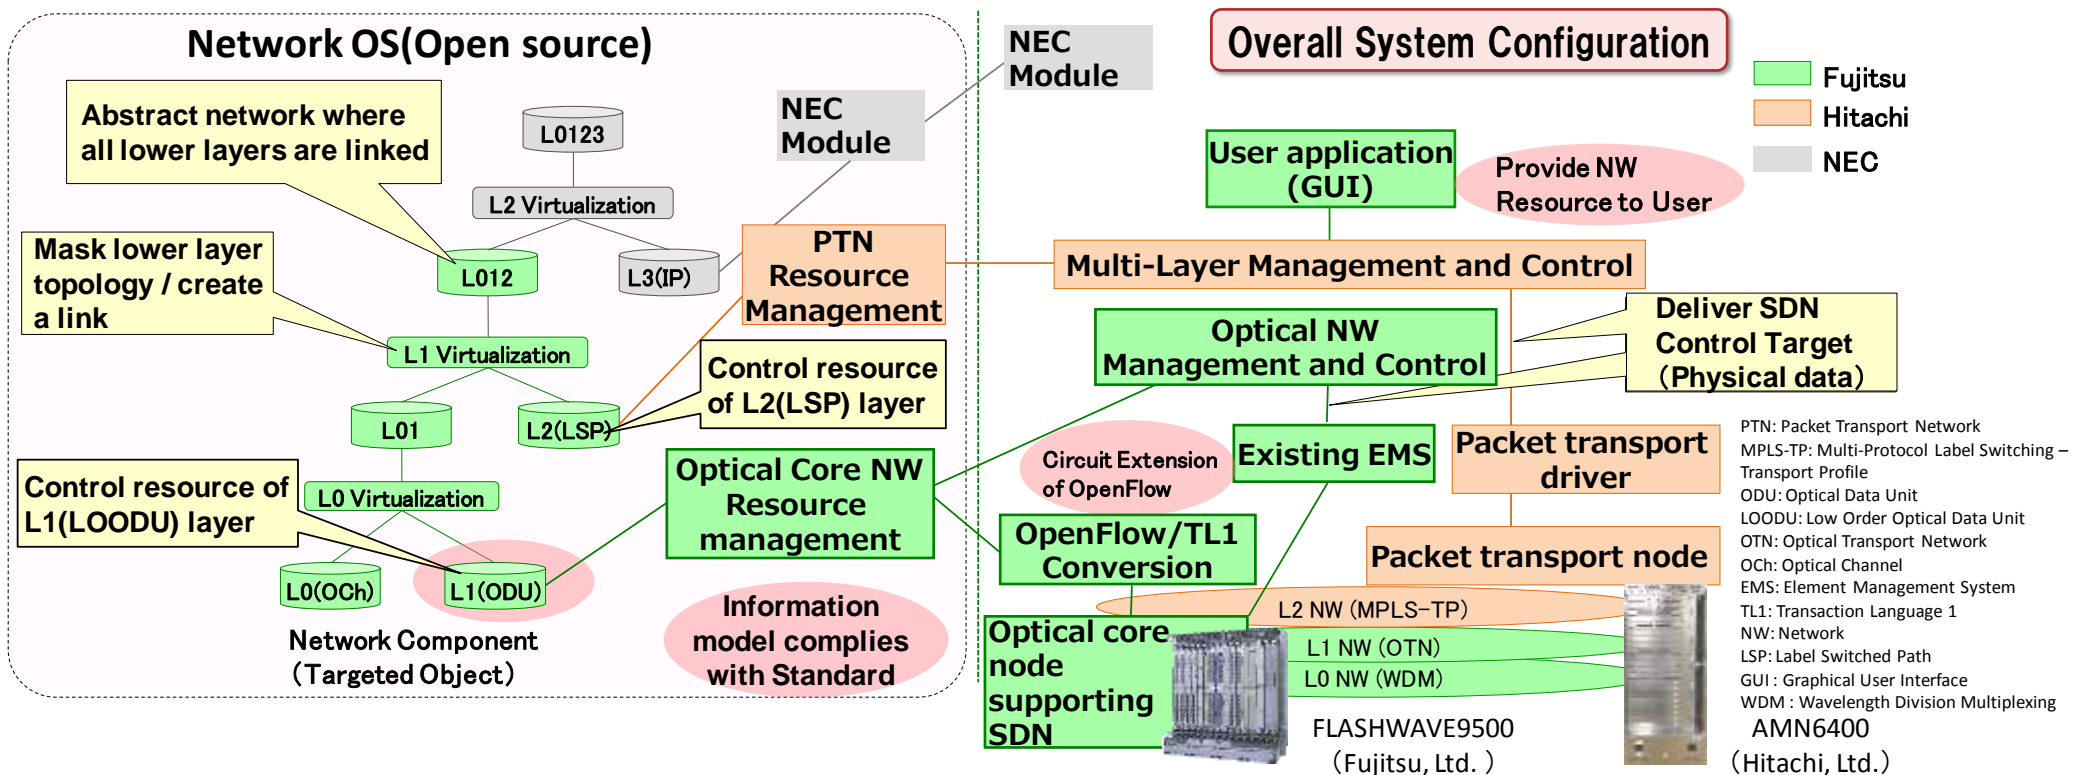 Network OS(Open source)
Abstract network where
all lower layers are linked
L0123
NEC
Module
L2 Virtualization
Mask lower layer
topology / create
a link
L012
L3(IP)
PTN
Resource
Management
L1 Virtualization
Control resource
of L2(LSP) layer
L01
L2(LSP)
Control resource of
L1(LOODU) layer
L0 Virtualization
Optical Core NW
Resource
management
L0(OCh)
L1(ODU)
Network Component
（Targeted Object）
Information
model complies
with Standard
NEC
Module
Overall System Configuration
Fujitsu
Hitachi
NEC
User application
(GUI)
Provide NW
Resource to User
Multi-Layer Management and Control
Optical NW
Management and Control
Deliver SDN
Control Target
（Physical data）
Circuit Extension
of OpenFlow
Existing EMS
Packet transport
driver
OpenFlow/TL1
Conversion
Packet transport node
L2 NW (MPLS-TP)
L1 NW (OTN)
L0 NW (WDM)
Optical core
node
supporting
SDN
FLASHWAVE9500
（Fujitsu, Ltd. ）
AMN6400
（Hitachi, Ltd.）
PTN: Packet Transport Network
MPLS-TP: Multi-Protocol Label Switching –
Transport Profile
ODU: Optical Data Unit
LOODU: Low Order Optical Data Unit
OTN: Optical Transport Network
OCh: Optical Channel
EMS: Element Management System
TL1: Transaction Language 1
NW: Network
LSP: Label Switched Path
GUI : Graphical User Interface
WDM : Wavelength Division Multiplexing